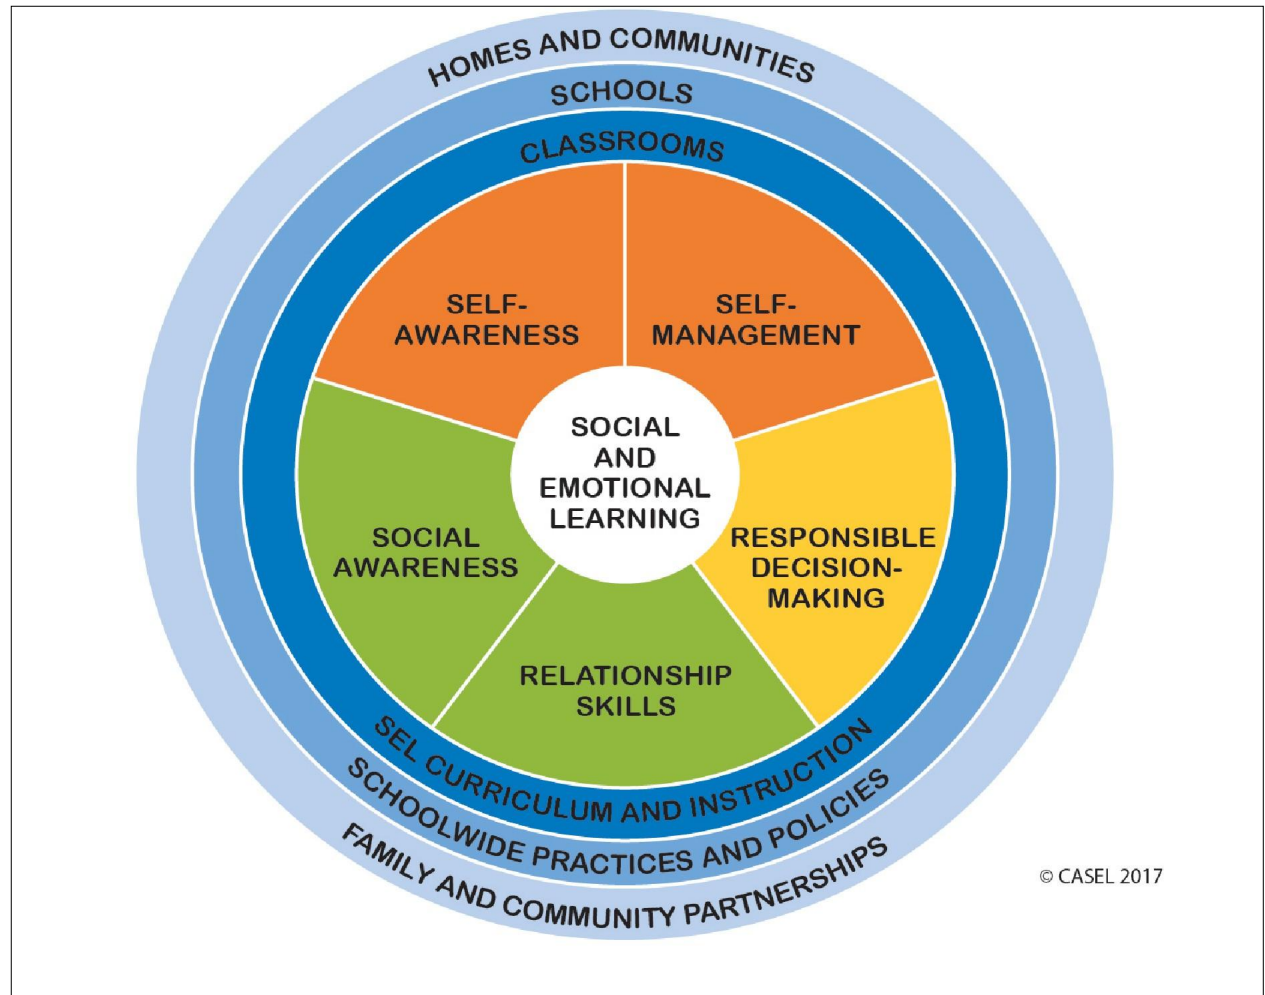 HOMES AND COMMUNITIES
SCHOOLS
CLASSROOMS
SELF-
AWARENESS
SELF-
MANAGEMENT
SOCIAL
AND
EMOTIONAL
LEARNING
SOCIAL
AWARENESS
RESPONSIBLE
DECISION-
MAKING
RELATIONSHIP
SKILLS
SEL CURRICULUM AND INSTRUCTION
SCHOOLWIDE PRACTICES AND POLICIES
FAMILY AND COMMUNITY PARTNERSHIPS
© CASEL 2017